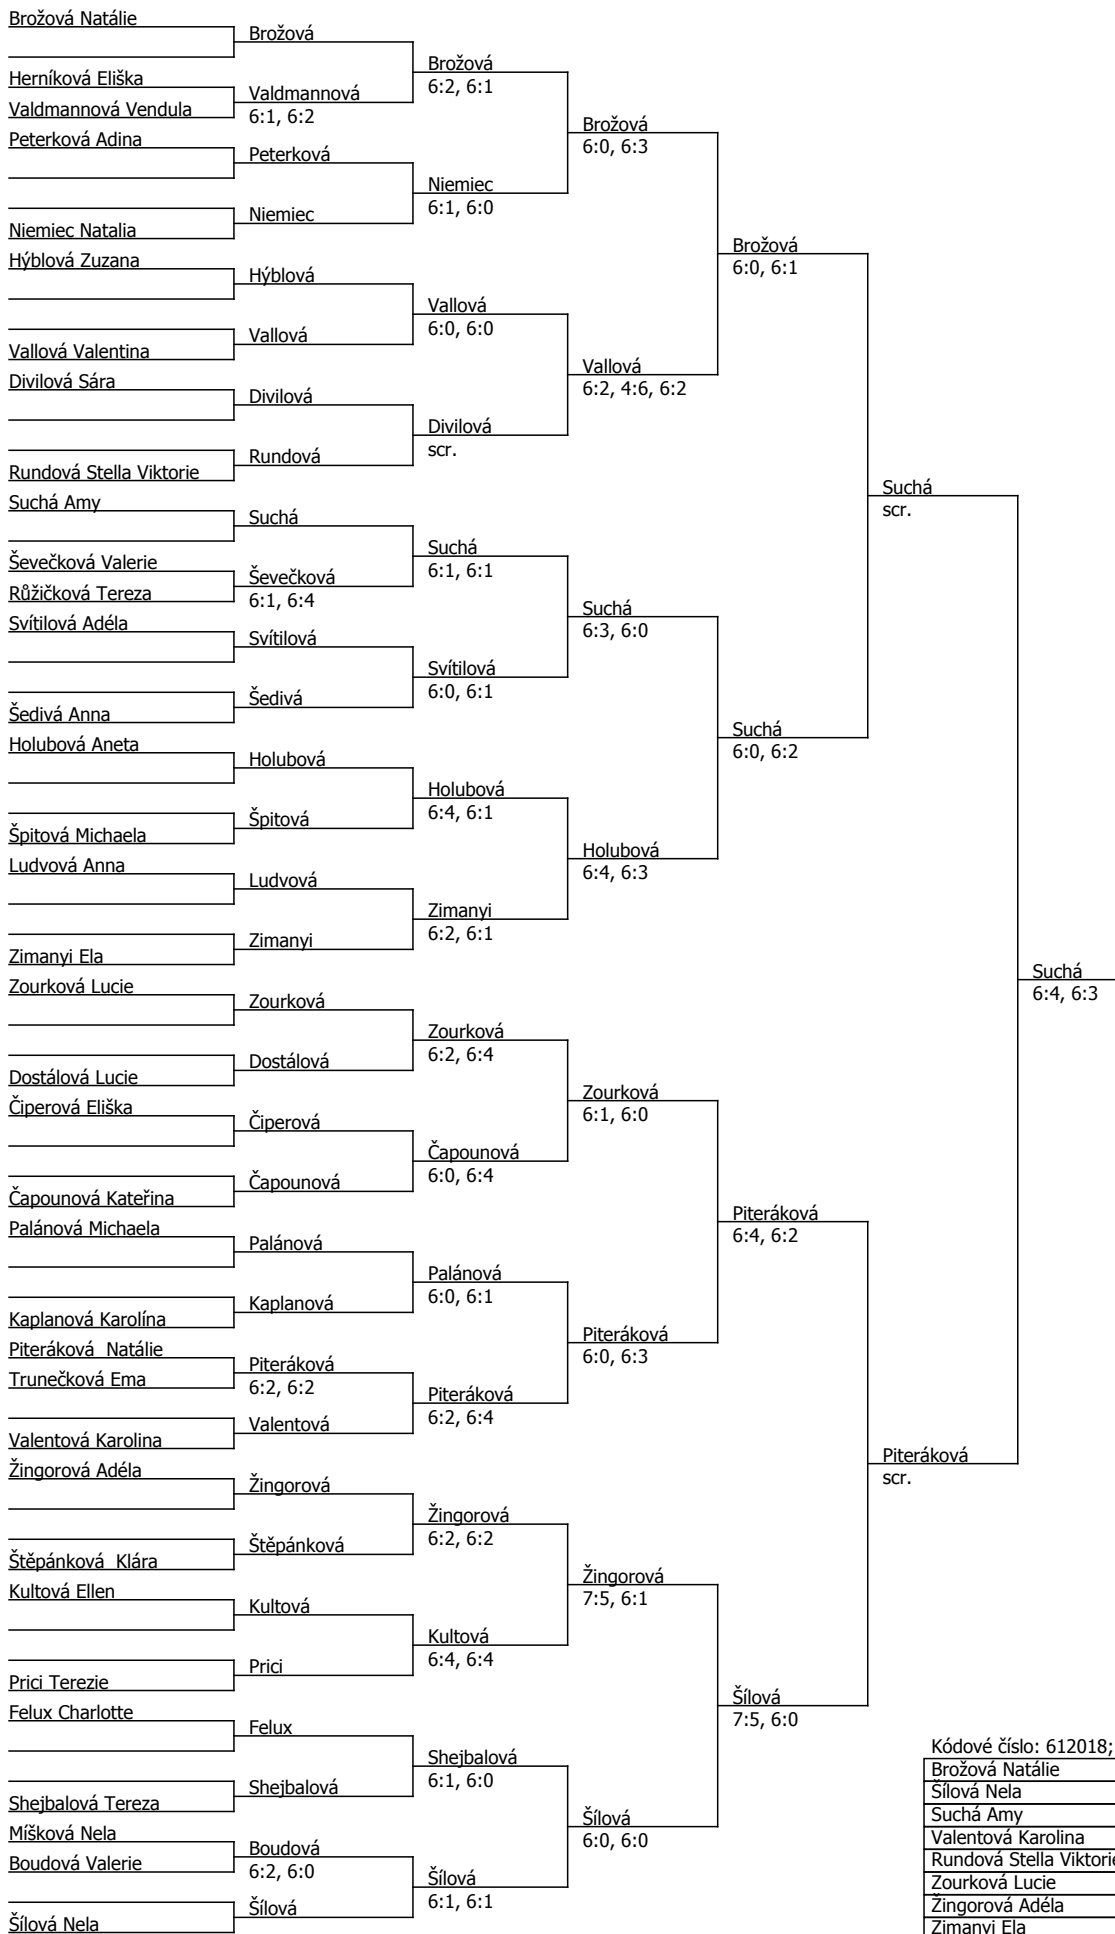 Brožová Natálie
Herníková Eliška
Valdmannová Vendula
Peterková Adina
Niemiec Natalia
Hýblová Zuzana
Vallová Valentina
Divilová Sára
Rundová Stella Viktorie
Suchá Amy
Ševečková Valerie
Růžičková Tereza
Svítilová Adéla
Šedivá Anna
Holubová Aneta
Špitová Michaela
Ludvová Anna
Zimanyi Ela
Zourková Lucie
Dostálová Lucie
Čiperová Eliška
Čapounová Kateřina
Palánová Michaela
Kaplanová Karolína
Piteráková  Natálie
Trunečková Ema
Valentová Karolina
Žingorová Adéla
Štěpánková  Klára
Kultová Ellen
Prici Terezie
Felux Charlotte
Shejbalová Tereza
Míšková Nela
Boudová Valerie
Šílová Nela
Brožová
Valdmannová
6:1, 6:2
Peterková
Niemiec
Hýblová
Vallová
Divilová
Rundová
Suchá
Ševečková
6:1, 6:4
Svítilová
Šedivá
Holubová
Špitová
Ludvová
Zimanyi
Zourková
Dostálová
Čiperová
Čapounová
Palánová
Kaplanová
Piteráková
6:2, 6:2
Valentová
Žingorová
Štěpánková
Kultová
Prici
Felux
Shejbalová
Boudová
6:2, 6:0
Šílová
Brožová
6:2, 6:1
Niemiec
6:1, 6:0
Vallová
6:0, 6:0
Divilová
scr.
Suchá
6:1, 6:1
Svítilová
6:0, 6:1
Holubová
6:4, 6:1
Zimanyi
6:2, 6:1
Zourková
6:2, 6:4
Čapounová
6:0, 6:4
Palánová
6:0, 6:1
Piteráková
6:2, 6:4
Žingorová
6:2, 6:2
Kultová
6:4, 6:4
Shejbalová
6:1, 6:0
Šílová
6:1, 6:1
Brožová
6:0, 6:3
Vallová
6:2, 4:6, 6:2
Suchá
6:3, 6:0
Holubová
6:4, 6:3
Zourková
6:1, 6:0
Piteráková
6:0, 6:3
Žingorová
7:5, 6:1
Šílová
6:0, 6:0
Brožová
6:0, 6:1
Suchá
6:0, 6:2
Piteráková
6:4, 6:2
Šílová
7:5, 6:0
Suchá
scr.
Piteráková
scr.
Suchá
6:4, 6:3
Kódové číslo: 612018;
Brožová Natálie
Šílová Nela
Suchá Amy
Valentová Karolina
Rundová Stella Viktorie
Zourková Lucie
Žingorová Adéla
Zimanyi Ela